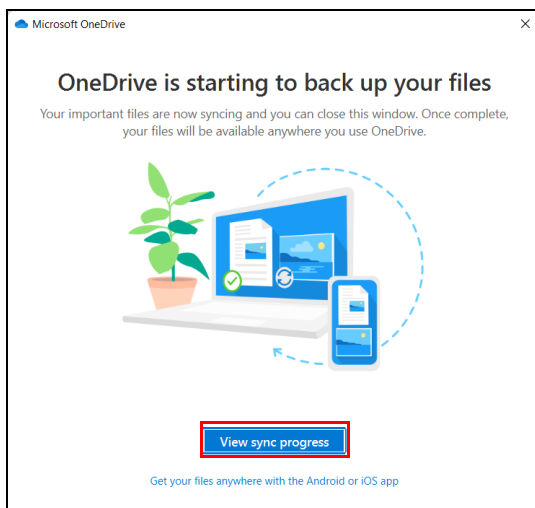 Microsoft OneDrive
OneDrive is starting to back up your files
Your important files are now syncing and you can close this window. Once complete,
your files will be available anywhere you use OneDrive.
View sync progress
Get your files anywhere with the Android or iOS app